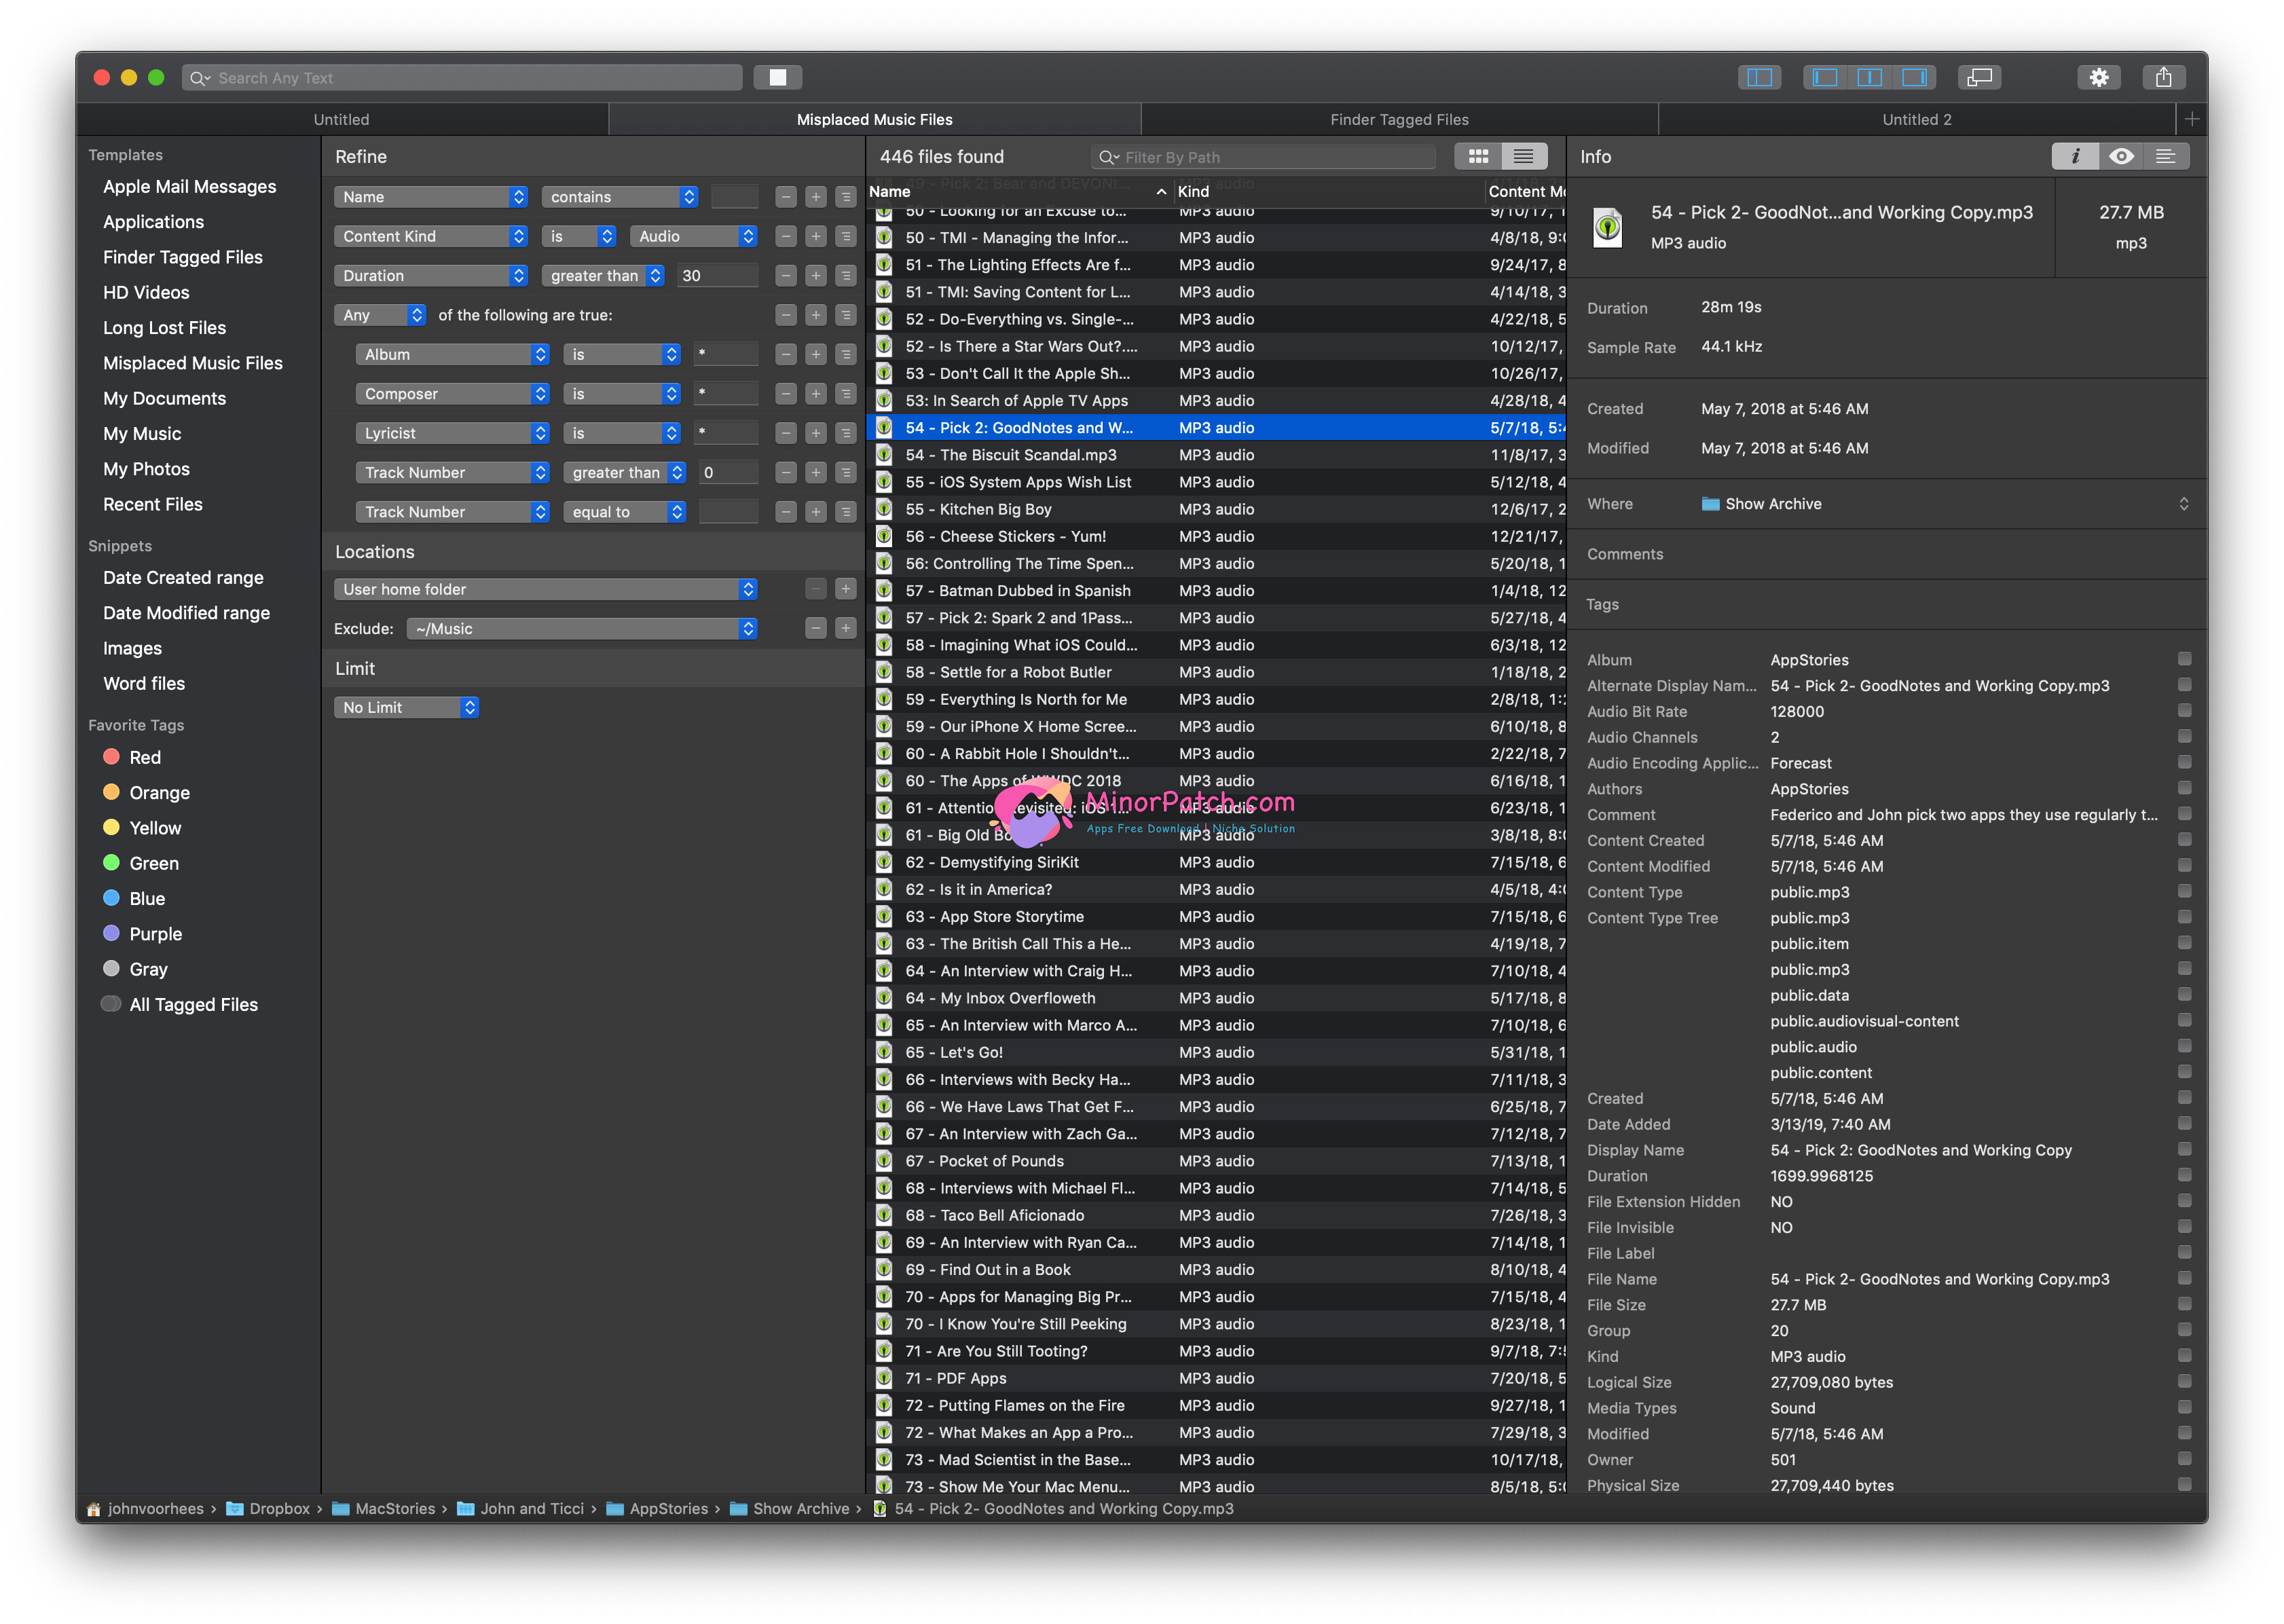 Search Any Text
Untitled
Misplaced Music Files
Finder Tagged Files
Untitled 2
Templates
Apple Mail Messages
Applications
Finder Tagged Files
HD Videos
Long Lost Files
Misplaced Music Files
My Documents
My Music
My Photos
Recent Files
Snippets
Date Created range
Date Modified range
Images
Word files
Favorite Tags
Red
Orange
Yellow
Green
Blue
Purple
Gray
All Tagged Files
Refine
Name contains
Content Kind is Audio
Duration greater than 30
Any of the following are true:
Album is *
Composer is *
Lyricist is *
Track Number greater than 0
Track Number equal to
Locations
User home folder
Exclude: ~/Music
Limit
No Limit
446 files found
Filter By Path
Name Kind Content Mo
49 - Pick 2: Bear and DEVONt... MP3 audio
50 - Looking for an Excuse to... MP3 audio 9/10/17, 1
50 - TMI - Managing the Infor... MP3 audio 4/8/18, 9:0
51 - The Lighting Effects Are f... MP3 audio 9/24/17, 8
51 - TMI: Saving Content for L... MP3 audio 4/14/18, 3
52 - Do-Everything vs. Single-... MP3 audio 4/22/18, 5
52 - Is There a Star Wars Out?.... MP3 audio 10/12/17,
53 - Don't Call It the Apple Sh... MP3 audio 10/26/17,
53: In Search of Apple TV Apps MP3 audio 4/28/18, 4
54 - Pick 2: GoodNotes and W... MP3 audio 5/7/18, 5:4
54 - The Biscuit Scandal.mp3 MP3 audio 11/8/17, 3
55 - iOS System Apps Wish List MP3 audio 5/12/18, 4
55 - Kitchen Big Boy MP3 audio 12/6/17, 2
56 - Cheese Stickers - Yum! MP3 audio 12/21/17,
56: Controlling The Time Spen... MP3 audio 5/20/18, 1
57 - Batman Dubbed in Spanish MP3 audio 1/4/18, 12
57 - Pick 2: Spark 2 and 1Pass... MP3 audio 5/27/18, 4
58 - Imagining What iOS Could... MP3 audio 6/3/18, 12
58 - Settle for a Robot Butler MP3 audio 1/18/18, 2
59 - Everything Is North for Me MP3 audio 2/8/18, 1:2
59 - Our iPhone X Home Scree... MP3 audio 6/10/18, 8
60 - A Rabbit Hole I Shouldn't... MP3 audio 2/22/18, 7
60 - The Apps of WWDC 2018 MP3 audio 6/16/18, 1
61 - Attention Revisited: iOS 1... MP3 audio 6/23/18, 1
61 - Big Old Bo MP3 audio 3/8/18, 8:0
62 - Demystifying SiriKit MP3 audio 7/15/18, 6
62 - Is it in America? MP3 audio 4/5/18, 4:0
63 - App Store Storytime MP3 audio 7/15/18, 6
63 - The British Call This a He... MP3 audio 4/19/18, 7
64 - An Interview with Craig H... MP3 audio 7/10/18, 4
64 - My Inbox Overfloweth MP3 audio 5/17/18, 8
65 - An Interview with Marco A... MP3 audio 7/10/18, 6
65 - Let's Go! MP3 audio 5/31/18, 1
66 - Interviews with Becky Ha... MP3 audio 7/11/18, 3
66 - We Have Laws That Get F... MP3 audio 6/25/18, 7
67 - An Interview with Zach Ga... MP3 audio 7/12/18, 7
67 - Pocket of Pounds MP3 audio 7/13/18, 1
68 - Interviews with Michael Fl... MP3 audio 7/14/18, 5
68 - Taco Bell Aficionado MP3 audio 7/26/18, 3
69 - An Interview with Ryan Ca... MP3 audio 7/14/18, 1
69 - Find Out in a Book MP3 audio 8/10/18, 4
70 - Apps for Managing Big Pr... MP3 audio 7/15/18, 4
70 - I Know You're Still Peeking MP3 audio 8/23/18, 1
71 - Are You Still Tooting? MP3 audio 9/7/18, 7:5
71 - PDF Apps MP3 audio 7/20/18, 5
72 - Putting Flames on the Fire MP3 audio 9/27/18, 1
72 - What Makes an App a Pro... MP3 audio 7/29/18, 3
73 - Mad Scientist in the Base... MP3 audio 10/17/18,
73 - Show Me Your Mac Menu... MP3 audio 8/5/18, 5:0
MinorPatch.com
Apps Free Download | Niche Solution
Info
54 - Pick 2- GoodNot...and Working Copy.mp3 27.7 MB
MP3 audio mp3
Duration 28m 19s
Sample Rate 44.1 kHz
Created May 7, 2018 at 5:46 AM
Modified May 7, 2018 at 5:46 AM
Where Show Archive
Comments
Tags
Album AppStories
Alternate Display Nam... 54 - Pick 2- GoodNotes and Working Copy.mp3
Audio Bit Rate 128000
Audio Channels 2
Audio Encoding Applic... Forecast
Authors AppStories
Comment Federico and John pick two apps they use regularly t...
Content Created 5/7/18, 5:46 AM
Content Modified 5/7/18, 5:46 AM
Content Type public.mp3
Content Type Tree public.mp3
public.item
public.mp3
public.data
public.audiovisual-content
public.audio
public.content
Created 5/7/18, 5:46 AM
Date Added 3/13/19, 7:40 AM
Display Name 54 - Pick 2: GoodNotes and Working Copy
Duration 1699.9968125
File Extension Hidden NO
File Invisible NO
File Label
File Name 54 - Pick 2- GoodNotes and Working Copy.mp3
File Size 27.7 MB
Group 20
Kind MP3 audio
Logical Size 27,709,080 bytes
Media Types Sound
Modified 5/7/18, 5:46 AM
Owner 501
Physical Size 27,709,440 bytes
johnvoorhees › Dropbox › MacStories › John and Ticci › AppStories › Show Archive › 54 - Pick 2- GoodNotes and Working Copy.mp3